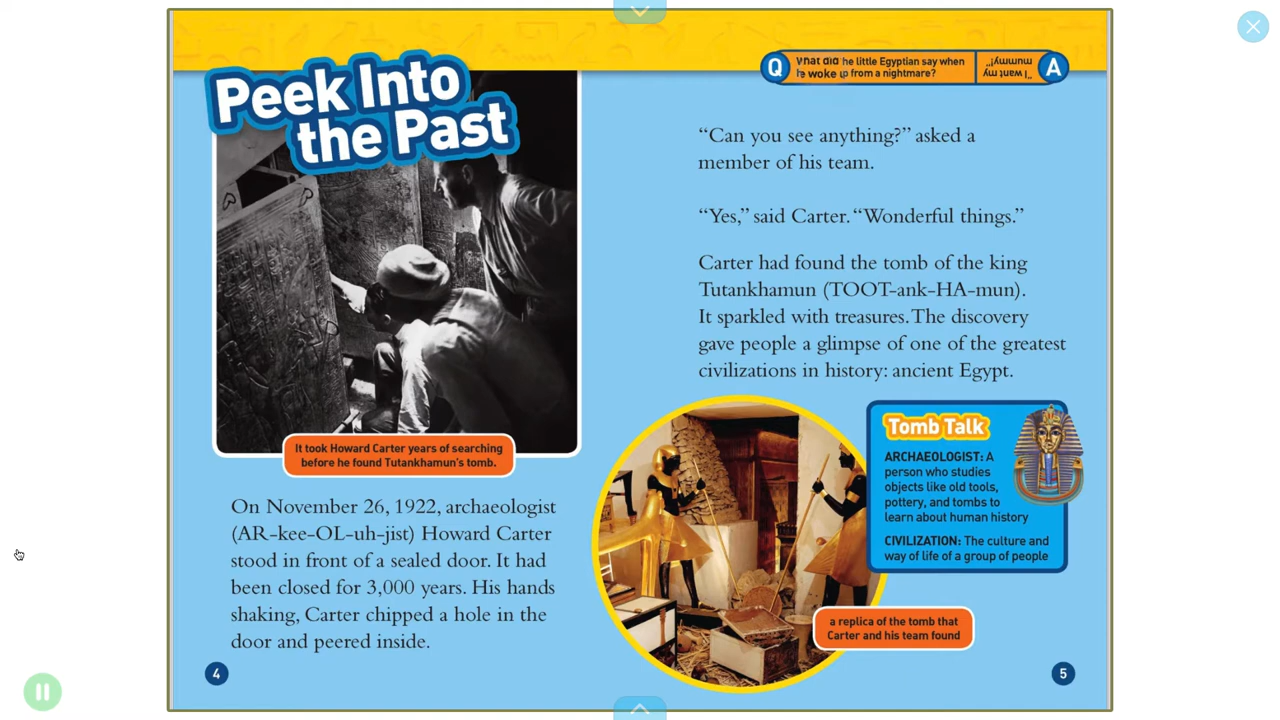 Peek Into
the Past
It took Howard Carter years of searching
before he found Tutankhamun's tomb.
On November 26, 1922, archaeologist
(AR-kee-OL-uh-jist) Howard Carter
stood in front of a sealed door. It had
been closed for 3,000 years. His hands
shaking, Carter chipped a hole in the
door and peered inside.
4
Q
What did he little Egyptian say when
he woke up from a nightmare?
"I want my
mummy!"
A
“Can you see anything?” asked a
member of his team.
“Yes,” said Carter. “Wonderful things.”
Carter had found the tomb of the king
Tutankhamun (TOOT-ank-HA-mun).
It sparkled with treasures. The discovery
gave people a glimpse of one of the greatest
civilizations in history: ancient Egypt.
Tomb Talk
ARCHAEOLOGIST: A
person who studies
objects like old tools,
pottery, and tombs to
learn about human history
CIVILIZATION: The culture and
way of life of a group of people
a replica of the tomb that
Carter and his team found
5